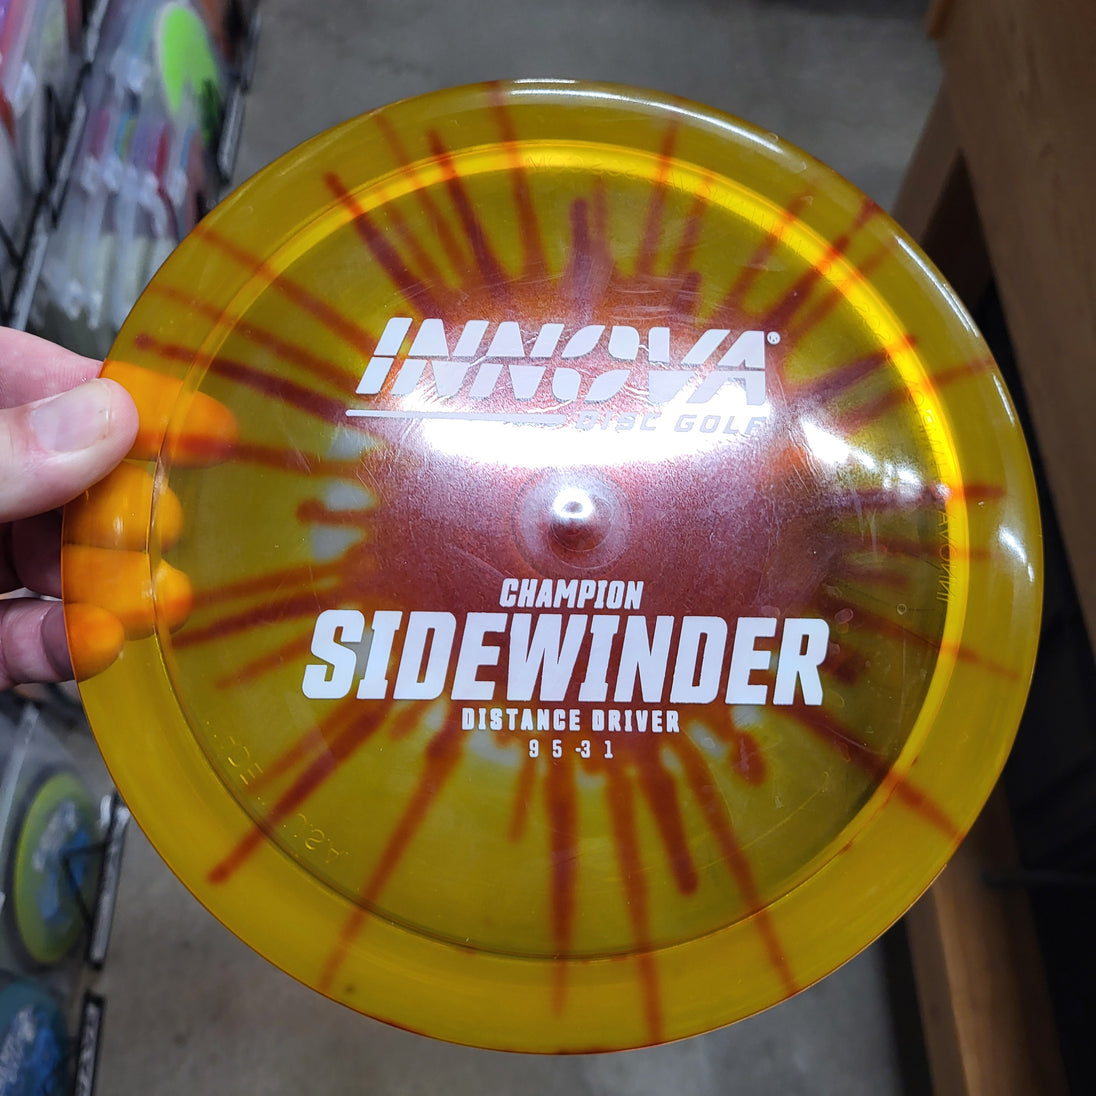 INNOVA®
DISC GOLF
CHAMPION
SIDEWINDER
DISTANCE DRIVER
9 5 -3 1